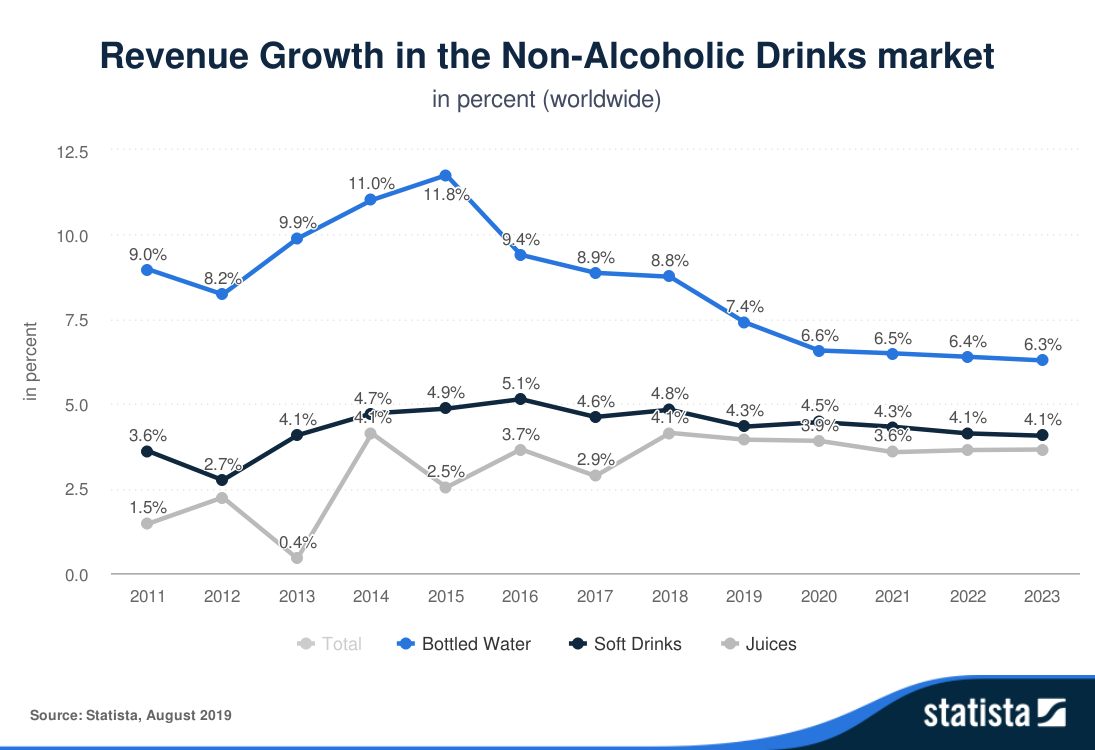 Revenue Growth in the Non-Alcoholic Drinks market
in percent (worldwide)
in percent
12.5
10.0
7.5
5.0
2.5
0.0
9.0% 8.2% 9.9% 11.0% 11.8% 9.4% 8.9% 8.8% 7.4% 6.6% 6.5% 6.4% 6.3%
3.6% 2.7% 4.1% 4.7% 4.9% 5.1% 4.6% 4.8% 4.3% 4.5% 4.3% 4.1% 4.1%
1.5% 0.4% 4.1% 2.5% 3.7% 2.9% 4.1% 3.9% 3.6%
2011 2012 2013 2014 2015 2016 2017 2018 2019 2020 2021 2022 2023
Total Bottled Water Soft Drinks Juices
Source: Statista, August 2019
statista